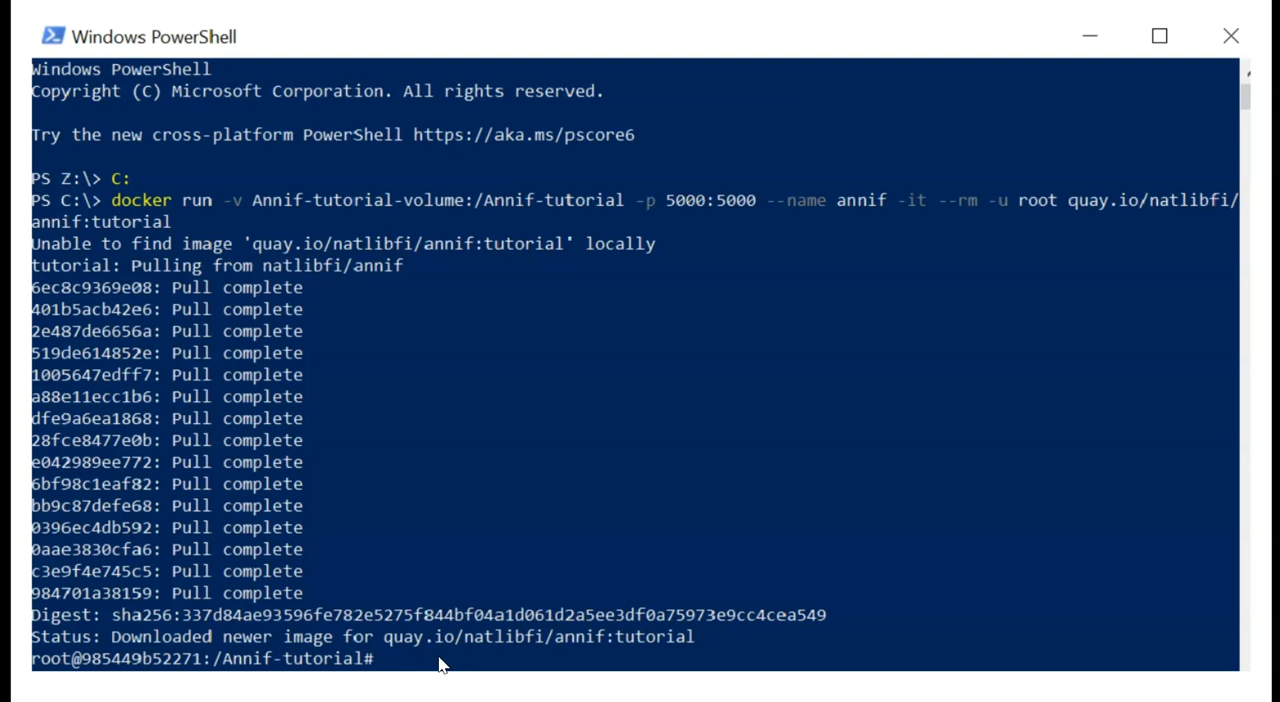 Windows PowerShell
Windows PowerShell
Copyright (C) Microsoft Corporation. All rights reserved.
Try the new cross-platform PowerShell https://aka.ms/pscore6
PS Z:\> C:
PS C:\> docker run -v Annif-tutorial-volume:/Annif-tutorial -p 5000:5000 --name annif -it --rm -u root quay.io/natlibfi/
annif:tutorial
Unable to find image 'quay.io/natlibfi/annif:tutorial' locally
tutorial: Pulling from natlibfi/annif
6ec8c9369e08: Pull complete
401b5acb42e6: Pull complete
2e487de6656a: Pull complete
519de614852e: Pull complete
1005647edff7: Pull complete
a88e11ecc1b6: Pull complete
dfe9a6ea1868: Pull complete
28fce8477e0b: Pull complete
e042989ee772: Pull complete
6bf98c1eaf82: Pull complete
bb9c87defe68: Pull complete
0396ec4db592: Pull complete
0aae3830cfa6: Pull complete
c3e9f4e745c5: Pull complete
984701a38159: Pull complete
Digest: sha256:337d84ae93596fe782e5275f844bf04a1d061d2a5ee3df0a75973e9cc4cea549
Status: Downloaded newer image for quay.io/natlibfi/annif:tutorial
root@985449b52271:/Annif-tutorial#